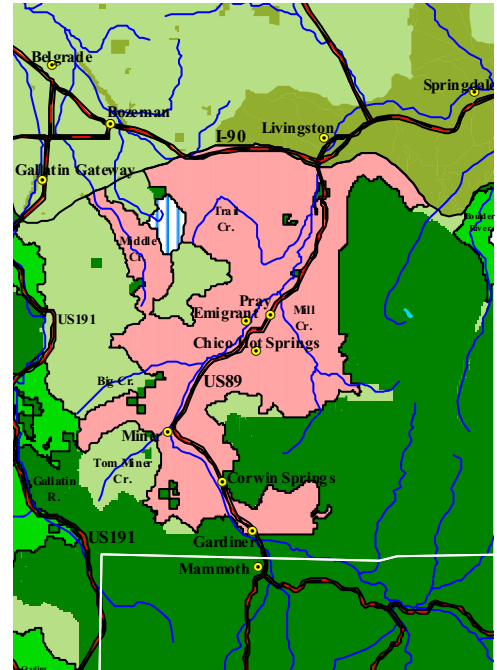 Belgrade
Springdale
Bozeman
Livingston
I-90
Gallatin Gateway
Trail
Cr.
Middle
Cr.
Boulder
Pray
Mill
Cr.
Emigrant
US191
Chico Hot Springs
Big Cr.
US89
Miner
Tom Miner
Cr.
Gallatin
R.
Corwin Springs
US191
Gardiner
Mammoth